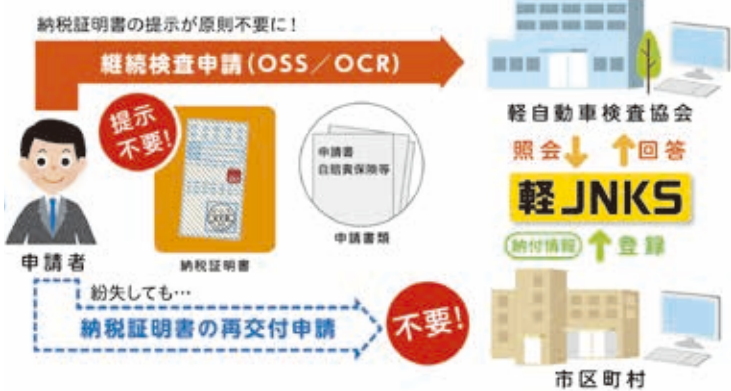 納税証明書の提示が原則不要に！
継続検査申請（OSS／OCR）
提示
不要！
申請書
自賠責保険等
申請者
納税証明書
申請書類
軽自動車検査協会
照会
回答
軽JNKS
納付情報
登録
紛失しても…
納税証明書の再交付申請
不要！
市区町村